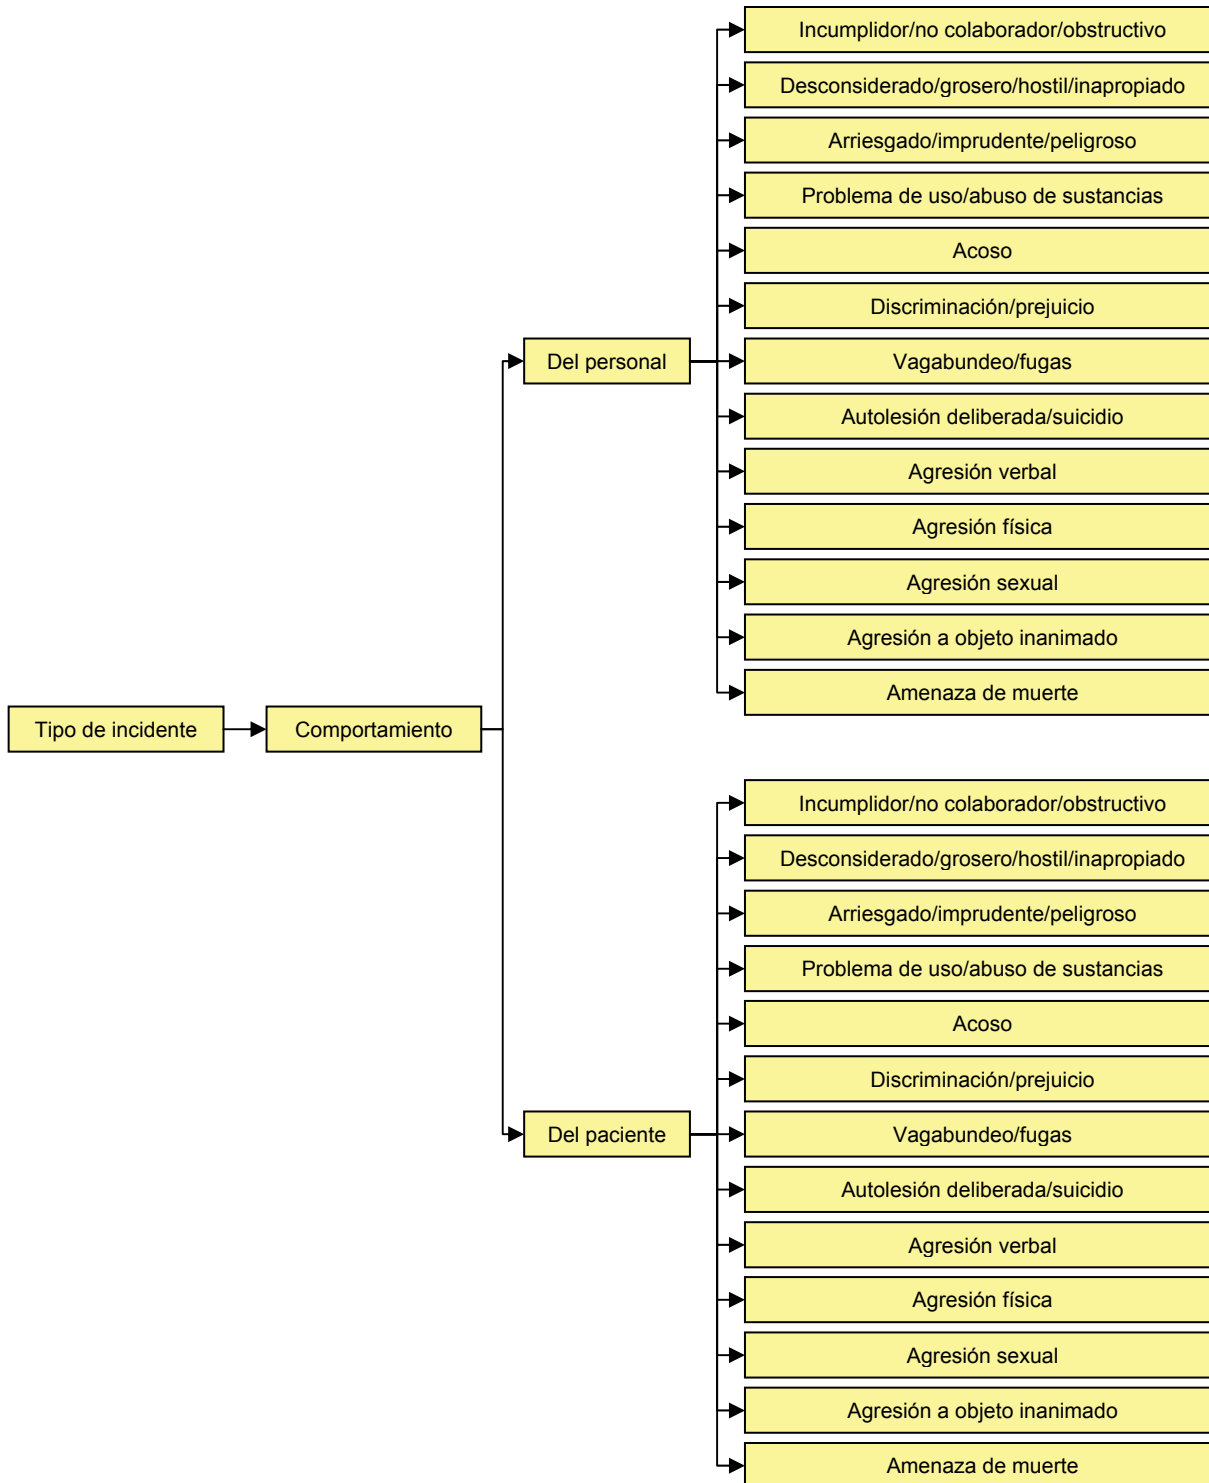 Incumplidor/no colaborador/obstructivo
Desconsiderado/grosero/hostil/inapropiado
Arriesgado/imprudente/peligroso
Problema de uso/abuso de sustancias
Acoso
Discriminación/prejuicio
Del personal
Vagabundeo/fugas
Autolesión deliberada/suicidio
Agresión verbal
Agresión física
Agresión sexual
Agresión a objeto inanimado
Amenaza de muerte
Tipo de incidente
Comportamiento
Incumplidor/no colaborador/obstructivo
Desconsiderado/grosero/hostil/inapropiado
Arriesgado/imprudente/peligroso
Problema de uso/abuso de sustancias
Acoso
Discriminación/prejuicio
Del paciente
Vagabundeo/fugas
Autolesión deliberada/suicidio
Agresión verbal
Agresión física
Agresión sexual
Agresión a objeto inanimado
Amenaza de muerte